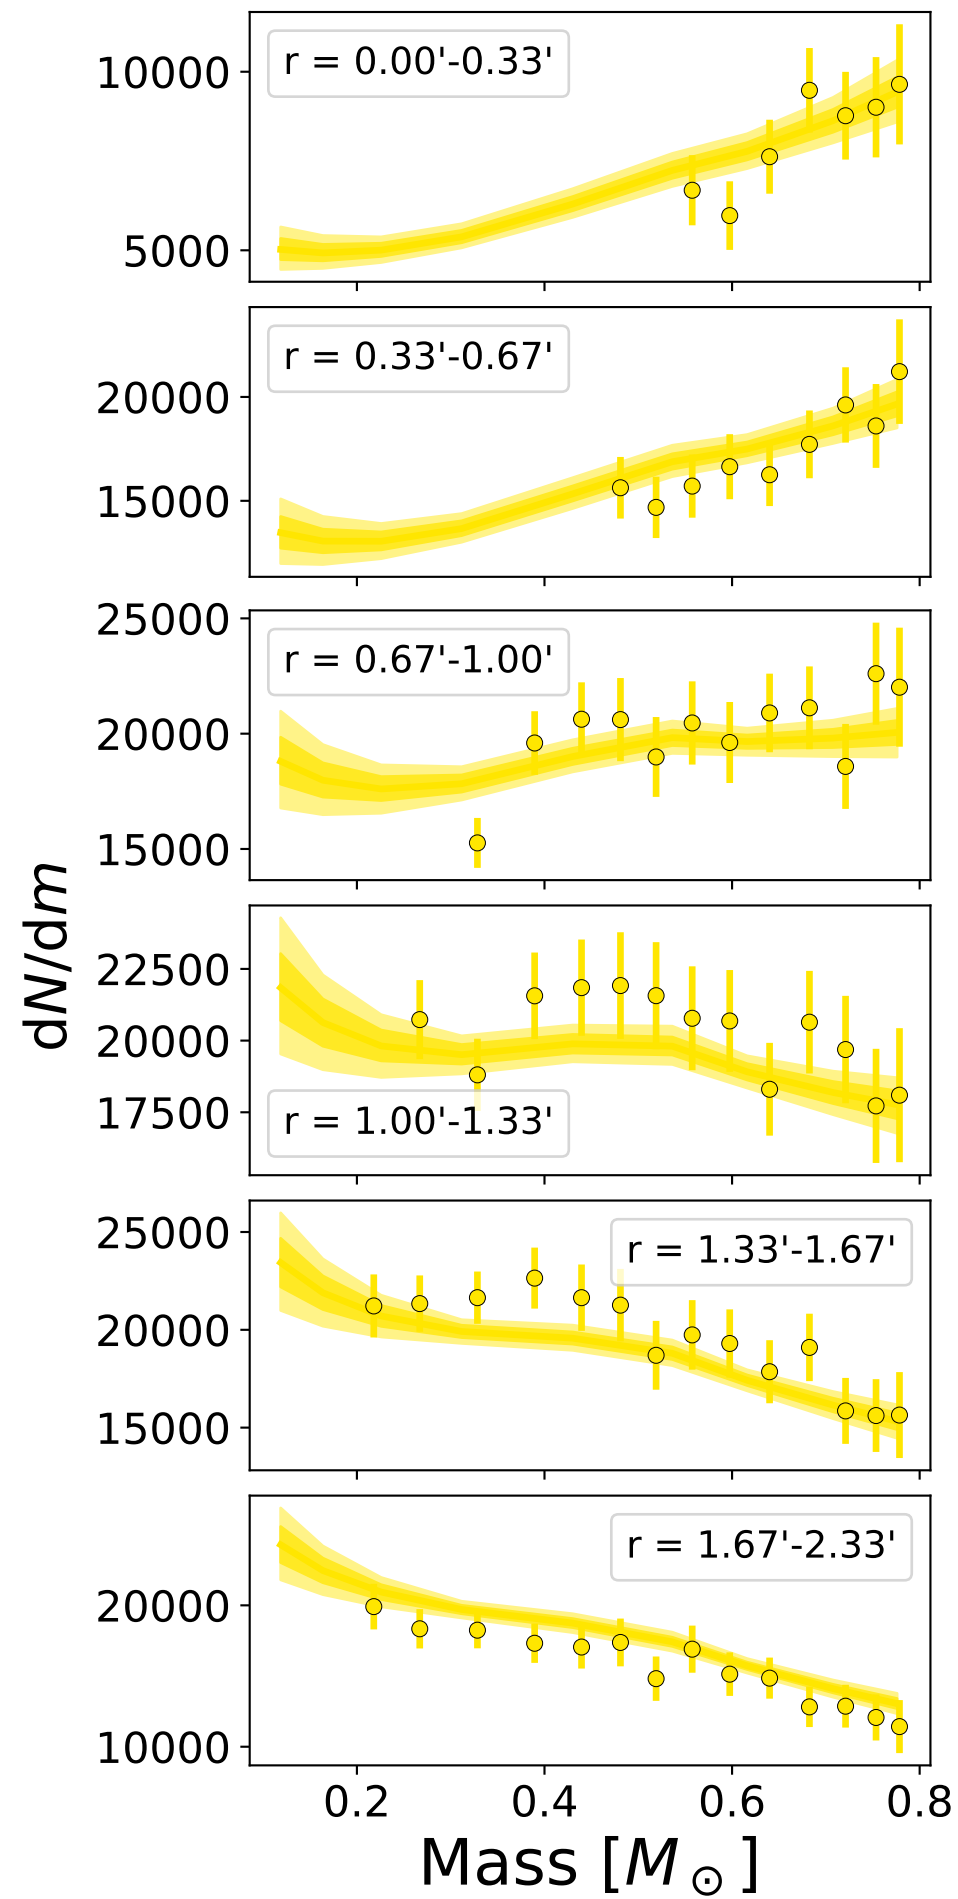 10000
r = 0.00'-0.33'
5000
r = 0.33'-0.67'
20000
15000
25000
r = 0.67'-1.00'
20000
15000
dN/dm
22500
20000
17500
r = 1.00'-1.33'
25000
r = 1.33'-1.67'
20000
15000
r = 1.67'-2.33'
20000
10000
0.2 0.4 0.6 0.8
Mass [M☉]